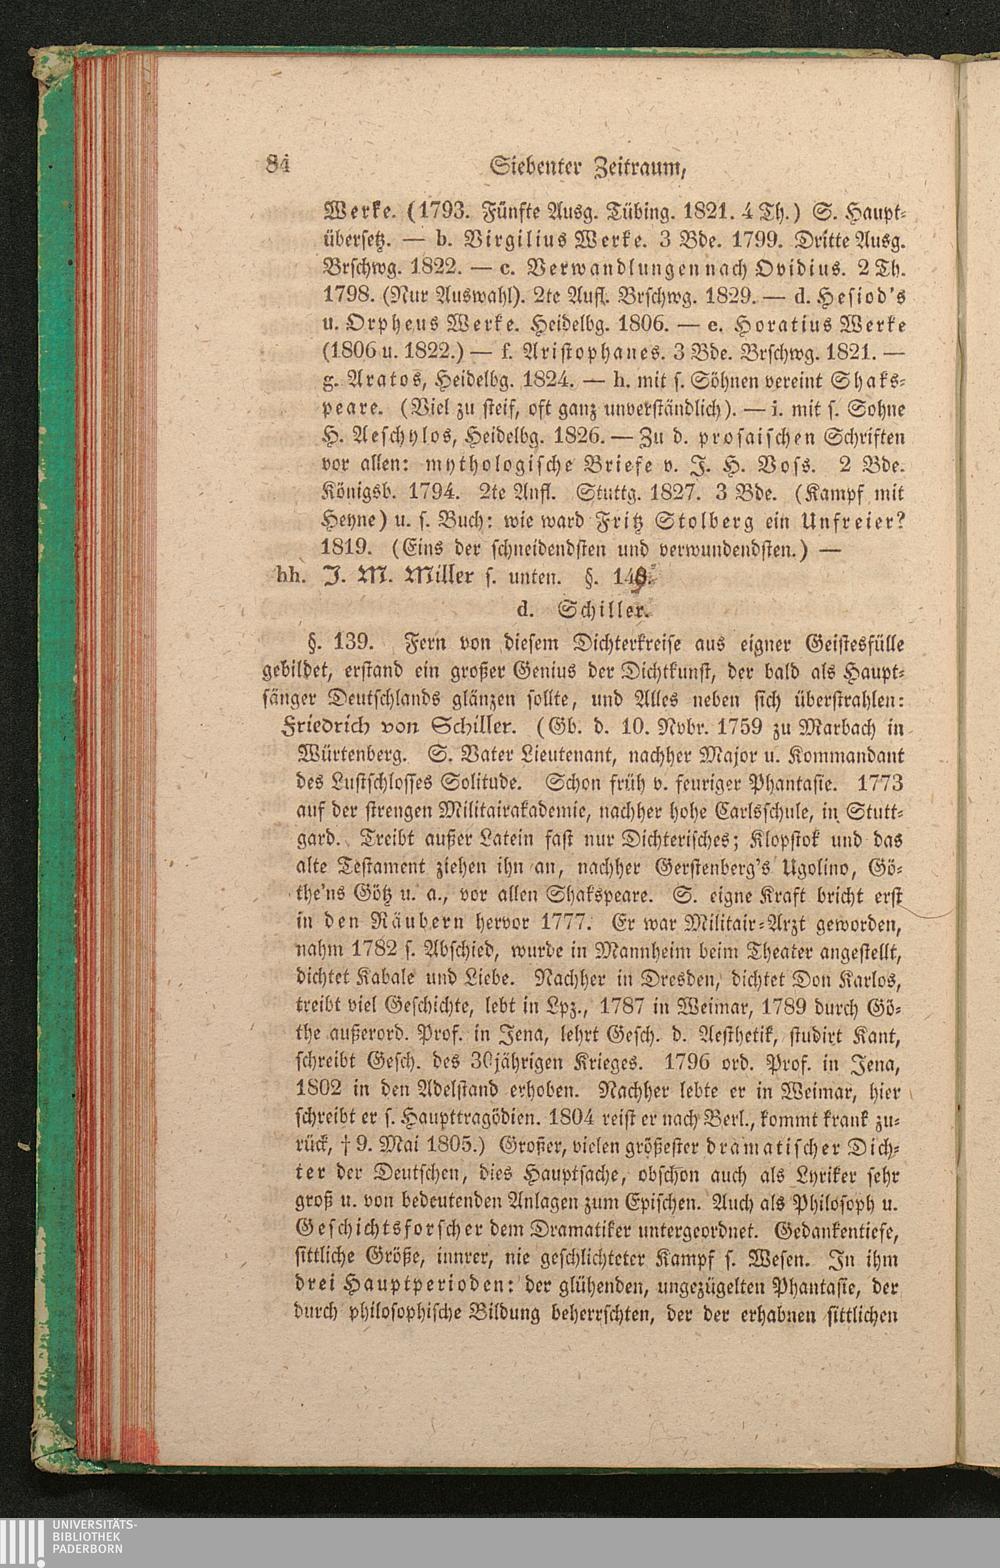 84 Siebenter Zeitraum,
Werke. (1793. Fünfte Ausg. Tübing. 1821. 4 Th.) S. Haupt-
übersetz. — b. Virgilius Werke. 3 Bde. 1799. Dritte Ausg.
Brschwg. 1822. — c. Verwandlungen nach Ovidius. 2 Th.
1798. (Nur Auswahl). 2te Aufl. Brschwg. 1829. — d. Hesiod's
u. Orpheus Werke. Heidelbg. 1806. — e. Horatius Werke
(1806 u. 1822.) — f. Aristophanes. 3 Bde. Brschwg. 1821. —
g. Aratos, Heidelbg. 1824. — h. mit s. Söhnen vereint Shaks-
peare. (Viel zu steif, oft ganz unverständlich). — i. mit s. Sohne
H. Aeschylos, Heidelbg. 1826. — Zu d. prosaischen Schriften
vor allen: mythologische Briefe v. J. H. Voss. 2 Bde.
Königsb. 1794. 2te Aufl. Stuttg. 1827. 3 Bde. (Kampf mit
Heyne) u. s. Buch: wie ward Fritz Stolberg ein Unfreier?
1819. (Eins der schneidendsten und verwundendsten.) —
hh. J. M. Miller s. unten. §. 149.
d. Schiller.
§. 139. Fern von diesem Dichterkreise aus eigner Geistesfülle
gebildet, erstand ein großer Genius der Dichtkunst, der bald als Haupt-
sänger Deutschlands glänzen sollte, und Alles neben sich überstrahlen:
Friedrich von Schiller. (Gb. d. 10. Nvbr. 1759 zu Marbach in
Würtenberg. S. Vater Lieutenant, nachher Major u. Kommandant
des Lustschlosses Solitude. Schon früh v. feuriger Phantasie. 1773
auf der strengen Militairakademie, nachher hohe Carlsschule, in Stutt-
gard. Treibt außer Latein fast nur Dichterisches; Klopstok und das
alte Testament ziehen ihn an, nachher Gerstenberg's Ugolino, Gö-
the'ns Götz u. a., vor allen Shakspeare. S. eigne Kraft bricht erst
in den Räubern hervor 1777. Er war Militair-Arzt geworden,
nahm 1782 s. Abschied, wurde in Mannheim beim Theater angestellt,
dichtet Kabale und Liebe. Nachher in Dresden, dichtet Don Karlos,
treibt viel Geschichte, lebt in Lpz., 1787 in Weimar, 1789 durch Gö-
the außerord. Prof. in Jena, lehrt Gesch. d. Aesthetik, studirt Kant,
schreibt Gesch. des 30jährigen Krieges. 1796 ord. Prof. in Jena,
1802 in den Adelstand erhoben. Nachher lebte er in Weimar, hier
schreibt er s. Haupttragödien. 1804 reist er nach Berl., kommt krank zu-
rück, † 9. Mai 1805.) Großer, vielen größester dramatischer Dich-
ter der Deutschen, dies Hauptsache, obschon auch als Lyriker sehr
groß u. von bedeutenden Anlagen zum Epischen. Auch als Philosoph u.
Geschichtsforscher dem Dramatiker untergeordnet. Gedankentiefe,
sittliche Größe, innrer, nie geschlichteter Kampf s. Wesen. In ihm
drei Hauptperioden: der glühenden, ungezügelten Phantasie, der
durch philosophische Bildung beherrschten, der der erhabnen sittlichen
UNIVERSITÄTS-
BIBLIOTHEK
PADERBORN